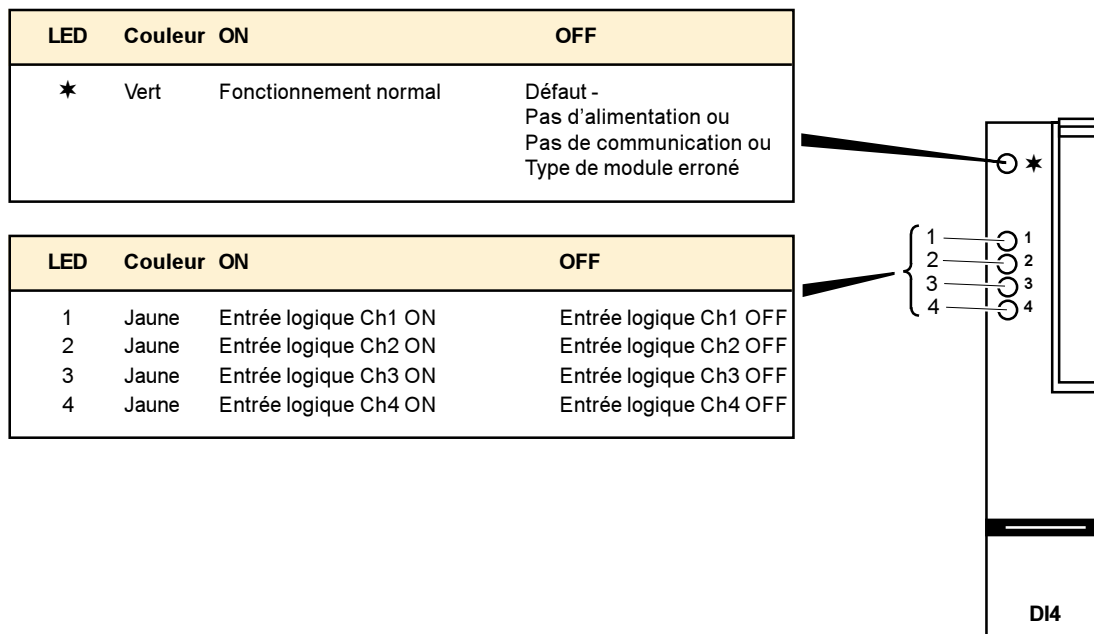 LED Couleur ON OFF
✶ Vert Fonctionnement normal Défaut -
Pas d'alimentation ou
Pas de communication ou
Type de module erroné
✶
LED Couleur ON OFF
1 Jaune Entrée logique Ch1 ON Entrée logique Ch1 OFF
2 Jaune Entrée logique Ch2 ON Entrée logique Ch2 OFF
3 Jaune Entrée logique Ch3 ON Entrée logique Ch3 OFF
4 Jaune Entrée logique Ch4 ON Entrée logique Ch4 OFF
1 1
2 2
3 3
4 4
DI4